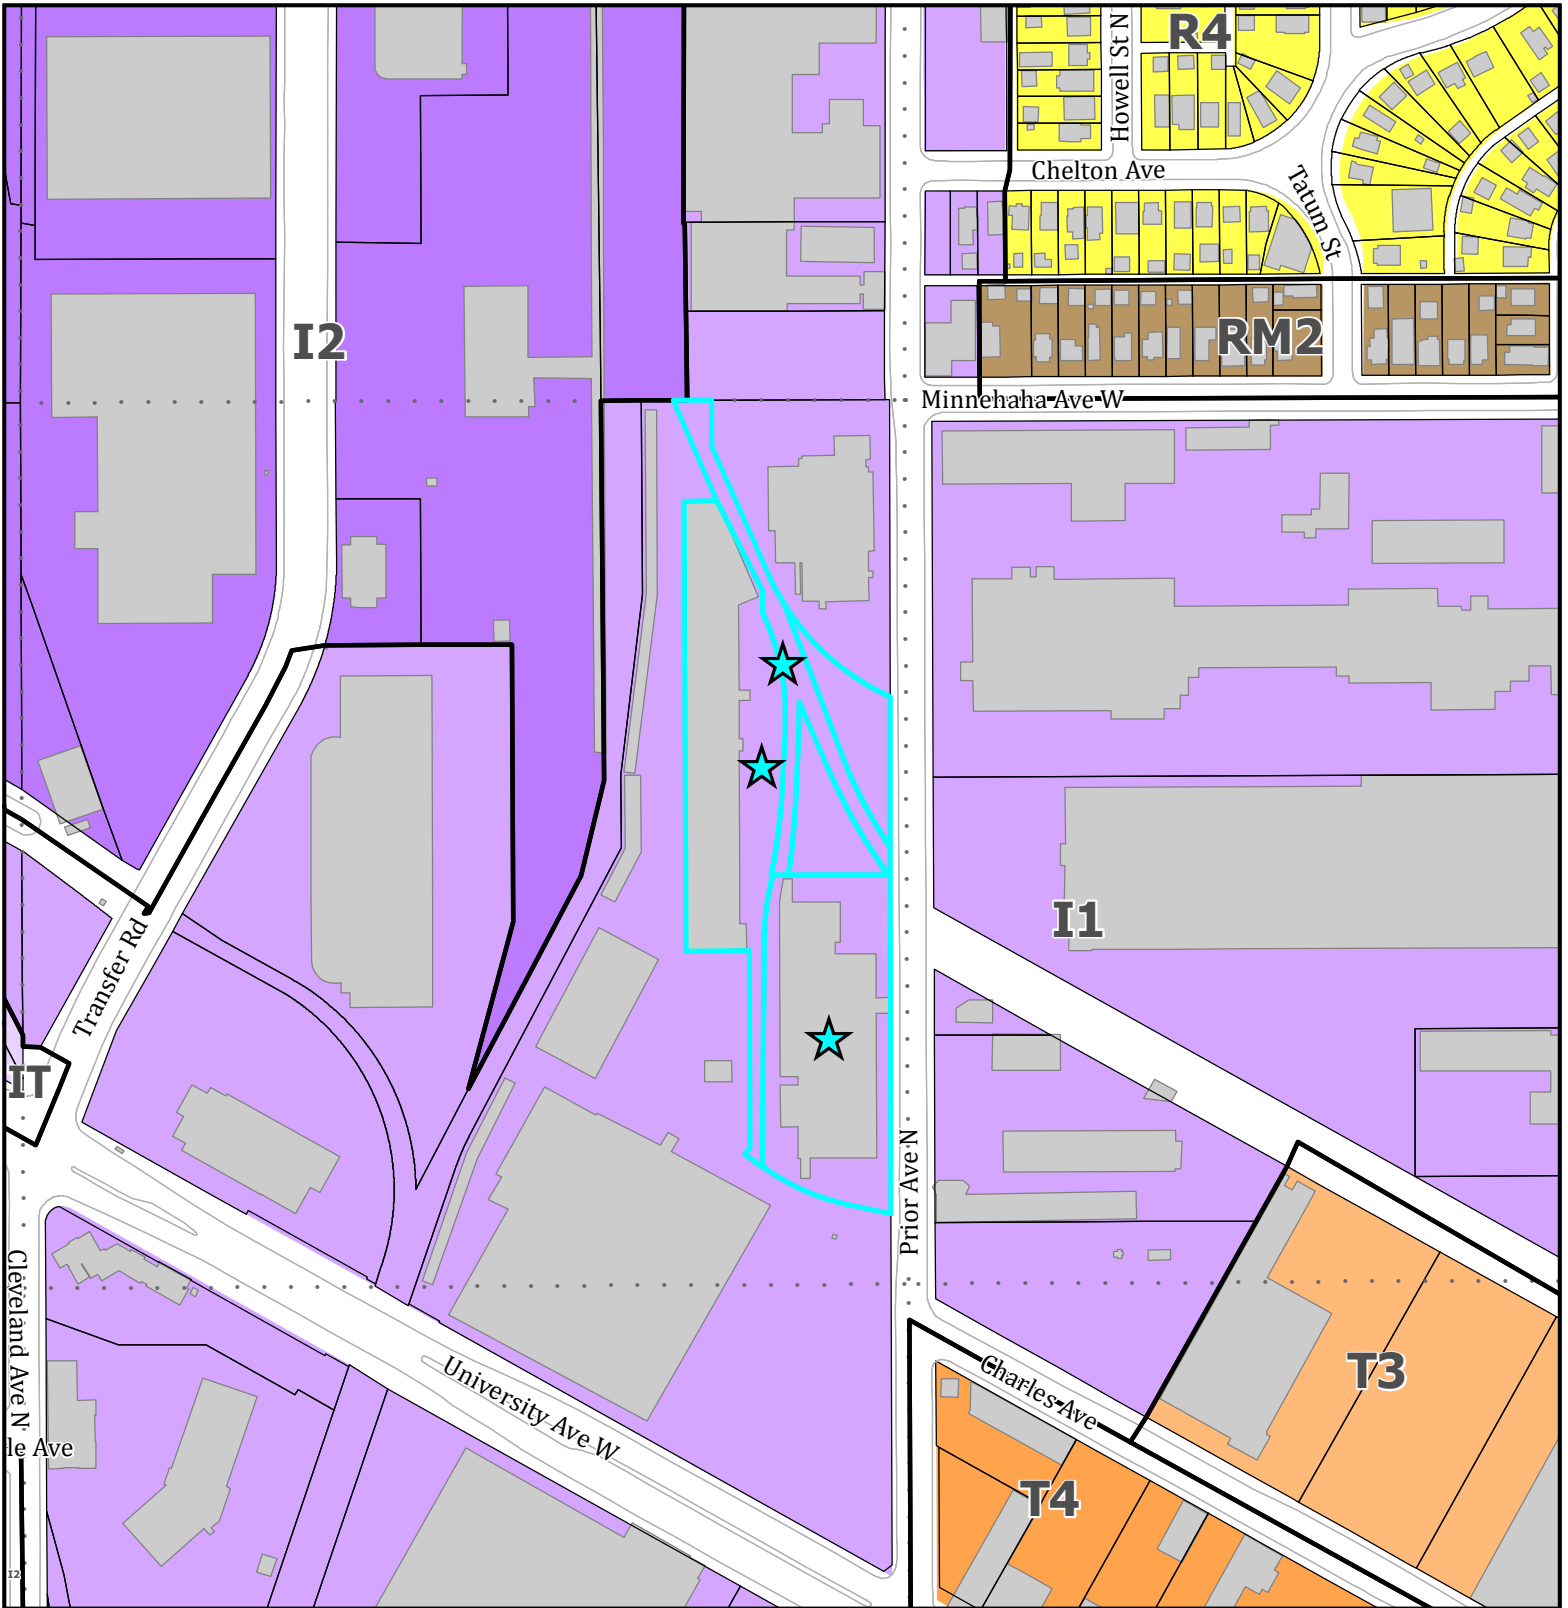 R4
Howell St N
Chelton Ave
Tatum St
I2
RM2
Minnehaha Ave W
I1
Transfer Rd
IT
Prior Ave N
Cleveland Ave N
University Ave W
Charles Ave
T3
le Ave
T4
I2